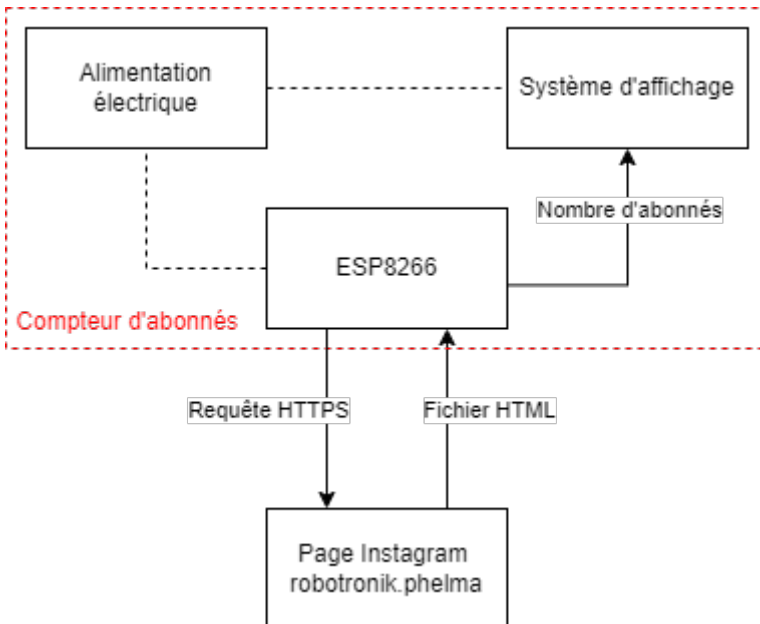 Alimentation
électrique
Système d'affichage
Nombre d'abonnés
ESP8266
Compteur d'abonnés
Requête HTTPS
Fichier HTML
Page Instagram
robotronik.phelma